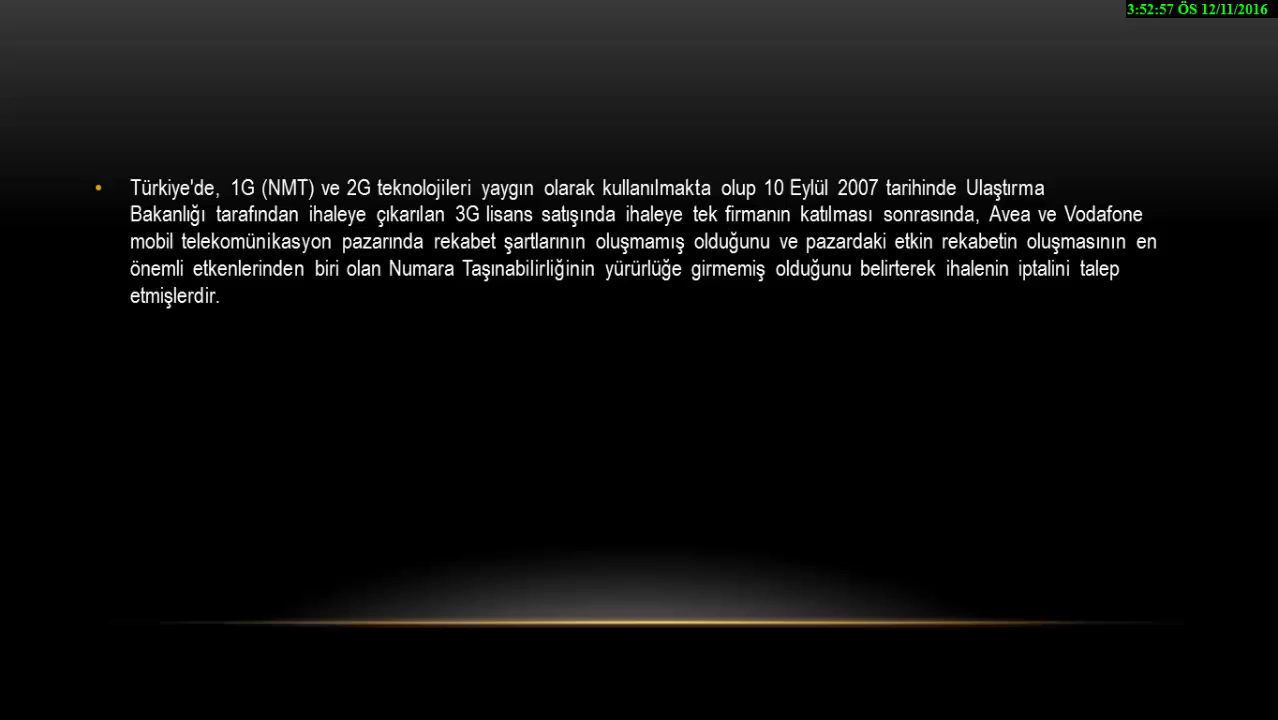 3:52:57 ÖS 12/11/2016
• Türkiye'de, 1G (NMT) ve 2G teknolojileri yaygın olarak kullanılmakta olup 10 Eylül 2007 tarihinde Ulaştırma
Bakanlığı tarafından ihaleye çıkarılan 3G lisans satışında ihaleye tek firmanın katılması sonrasında, Avea ve Vodafone
mobil telekomünikasyon pazarında rekabet şartlarının oluşmamış olduğunu ve pazardaki etkin rekabetin oluşmasının en
önemli etkenlerinden biri olan Numara Taşınabilirliğinin yürürlüğe girmemiş olduğunu belirterek ihalenin iptalini talep
etmişlerdir.